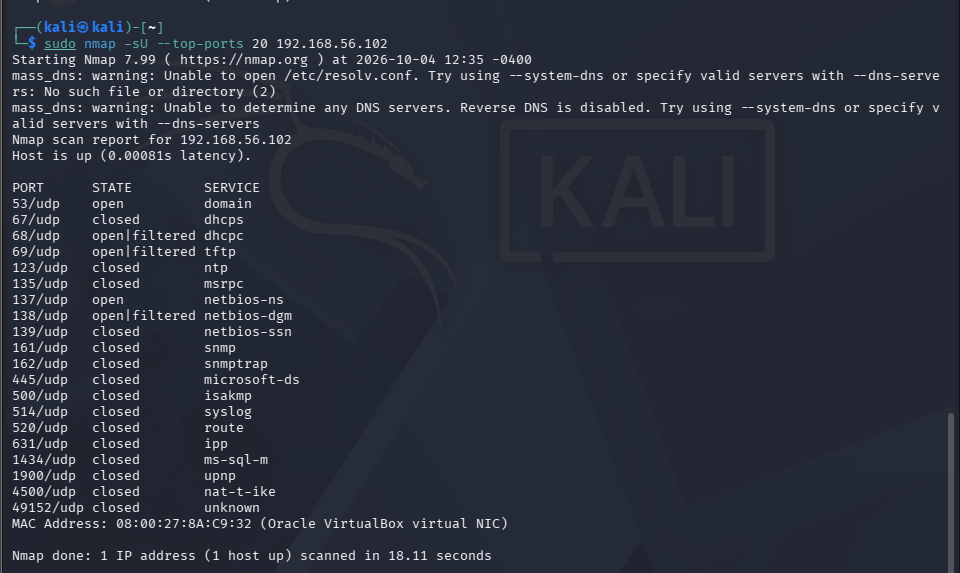 ┌──(kali㉿kali)-[~]
└─$ sudo nmap -sU --top-ports 20 192.168.56.102
Starting Nmap 7.99 ( https://nmap.org ) at 2026-10-04 12:35 -0400
mass_dns: warning: Unable to open /etc/resolv.conf. Try using --system-dns or specify valid servers with --dns-serve
rs: No such file or directory (2)
mass_dns: warning: Unable to determine any DNS servers. Reverse DNS is disabled. Try using --system-dns or specify v
alid servers with --dns-servers
Nmap scan report for 192.168.56.102
Host is up (0.00081s latency).
KALI
PORT      STATE         SERVICE
53/udp    open          domain
67/udp    closed        dhcps
68/udp    open|filtered dhcpc
69/udp    open|filtered tftp
123/udp   closed        ntp
135/udp   closed        msrpc
137/udp   open          netbios-ns
138/udp   open|filtered netbios-dgm
139/udp   closed        netbios-ssn
161/udp   closed        snmp
162/udp   closed        snmptrap
445/udp   closed        microsoft-ds
500/udp   closed        isakmp
514/udp   closed        syslog
520/udp   closed        route
631/udp   closed        ipp
1434/udp  closed        ms-sql-m
1900/udp  closed        upnp
4500/udp  closed        nat-t-ike
49152/udp closed        unknown
MAC Address: 08:00:27:8A:C9:32 (Oracle VirtualBox virtual NIC)
Nmap done: 1 IP address (1 host up) scanned in 18.11 seconds